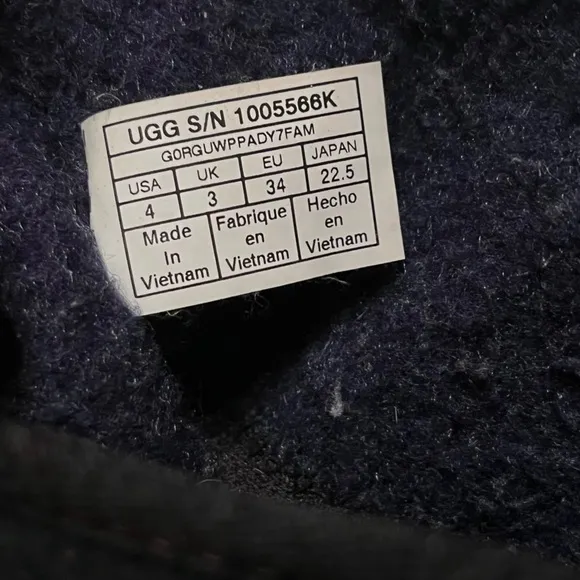 UGG S/N 1005566K
G0RGUWPPADY7FAM
USA UK EU JAPAN
4 3 34 22.5
Made In Vietnam
Fabrique en Vietnam
Hecho en Vietnam